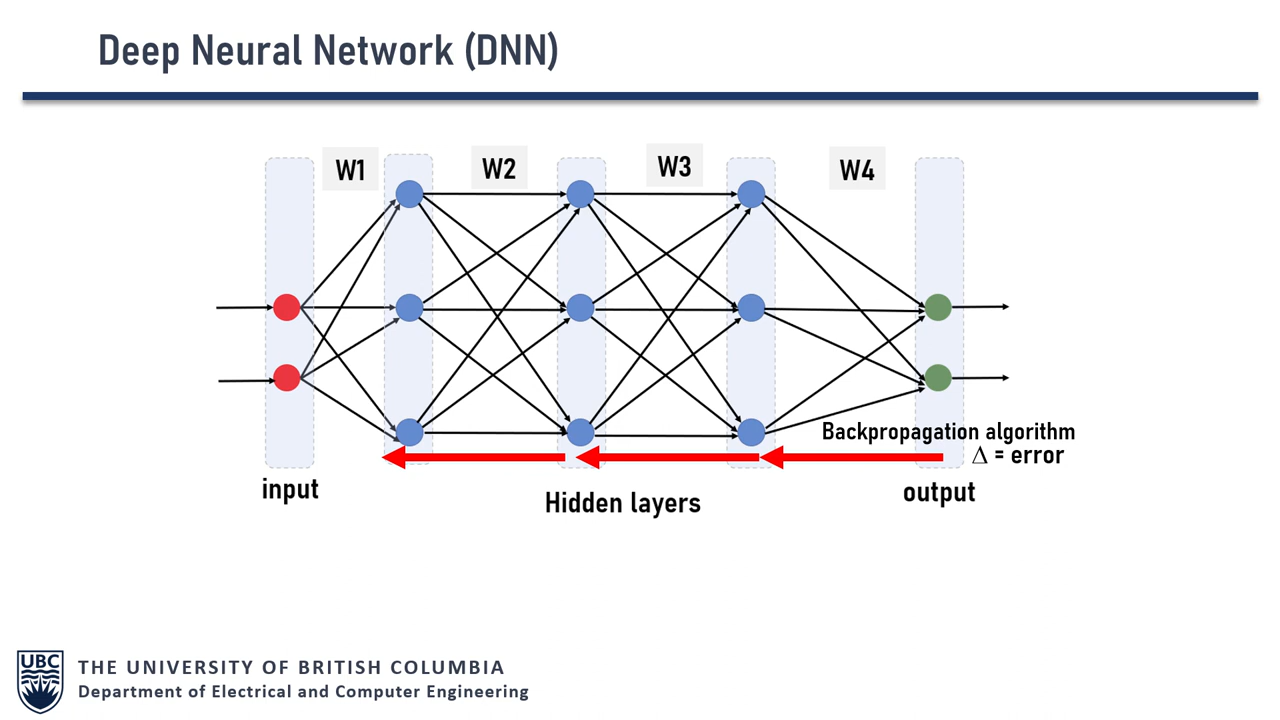 Deep Neural Network (DNN)
W1
W2
W3
W4
Backpropagation algorithm
Δ = error
input
Hidden layers
output
UBC
THE UNIVERSITY OF BRITISH COLUMBIA
Department of Electrical and Computer Engineering